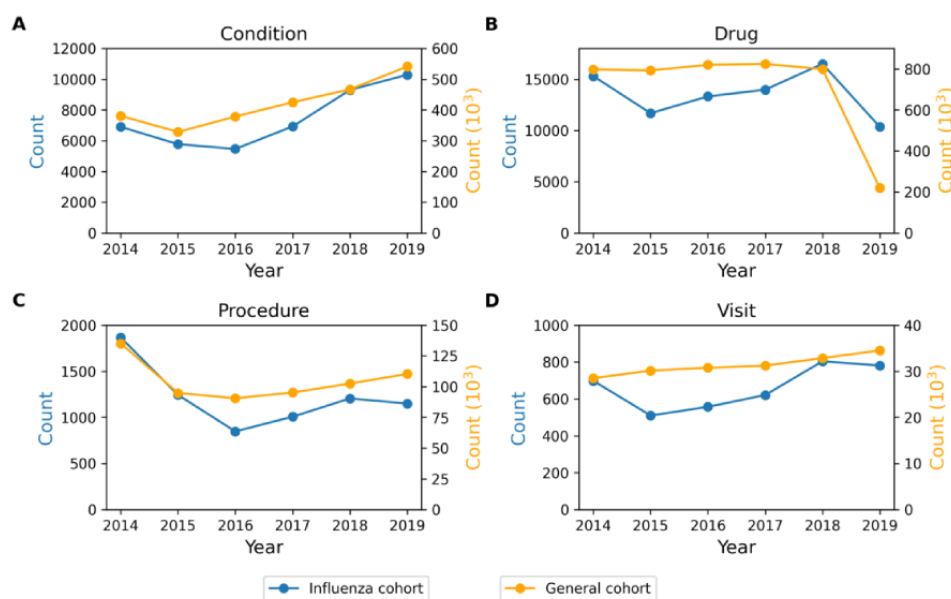 A
Condition
12000
10000
8000
6000
4000
2000
0
Count
600
500
400
300
200
100
0
Count (10³)
2014 2015 2016 2017 2018 2019
Year
B
Drug
15000
10000
5000
0
Count
800
600
400
200
0
Count (10³)
2014 2015 2016 2017 2018 2019
Year
C
Procedure
2000
1500
1000
500
0
Count
150
125
100
75
50
25
0
Count (10³)
2014 2015 2016 2017 2018 2019
Year
D
Visit
1000
800
600
400
200
0
Count
40
30
20
10
0
Count (10³)
2014 2015 2016 2017 2018 2019
Year
Influenza cohort
General cohort